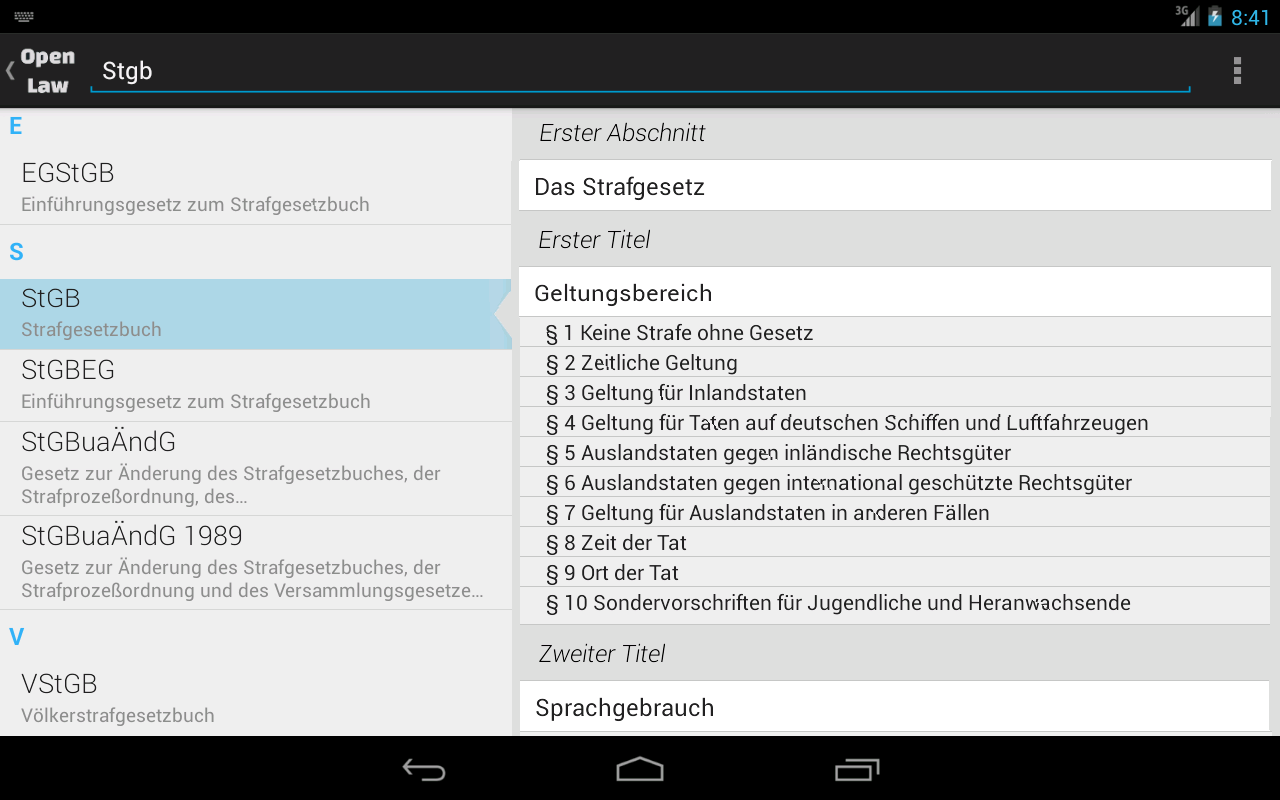 3G
8:41
Open
Law
Stgb
E
EGStGB
Einführungsgesetz zum Strafgesetzbuch
S
StGB
Strafgesetzbuch
StGBEG
Einführungsgesetz zum Strafgesetzbuch
StGBuaÄndG
Gesetz zur Änderung des Strafgesetzbuches, der
Strafprozeßordnung, des...
StGBuaÄndG 1989
Gesetz zur Änderung des Strafgesetzbuches, der
Strafprozeßordnung und des Versammlungsgesetze...
V
VStGB
Völkerstrafgesetzbuch
Erster Abschnitt
Das Strafgesetz
Erster Titel
Geltungsbereich
§ 1 Keine Strafe ohne Gesetz
§ 2 Zeitliche Geltung
§ 3 Geltung für Inlandstaten
§ 4 Geltung für Taten auf deutschen Schiffen und Luftfahrzeugen
§ 5 Auslandstaten gegen inländische Rechtsgüter
§ 6 Auslandstaten gegen international geschützte Rechtsgüter
§ 7 Geltung für Auslandstaten in anderen Fällen
§ 8 Zeit der Tat
§ 9 Ort der Tat
§ 10 Sondervorschriften für Jugendliche und Heranwachsende
Zweiter Titel
Sprachgebrauch